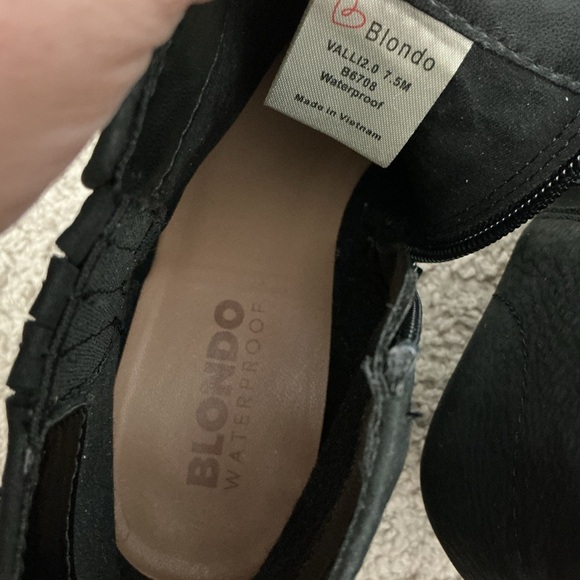 Blondo
VALLI2.0 7.5M
B6708
Waterproof
Made in Vietnam
BLONDO
WATERPROOF